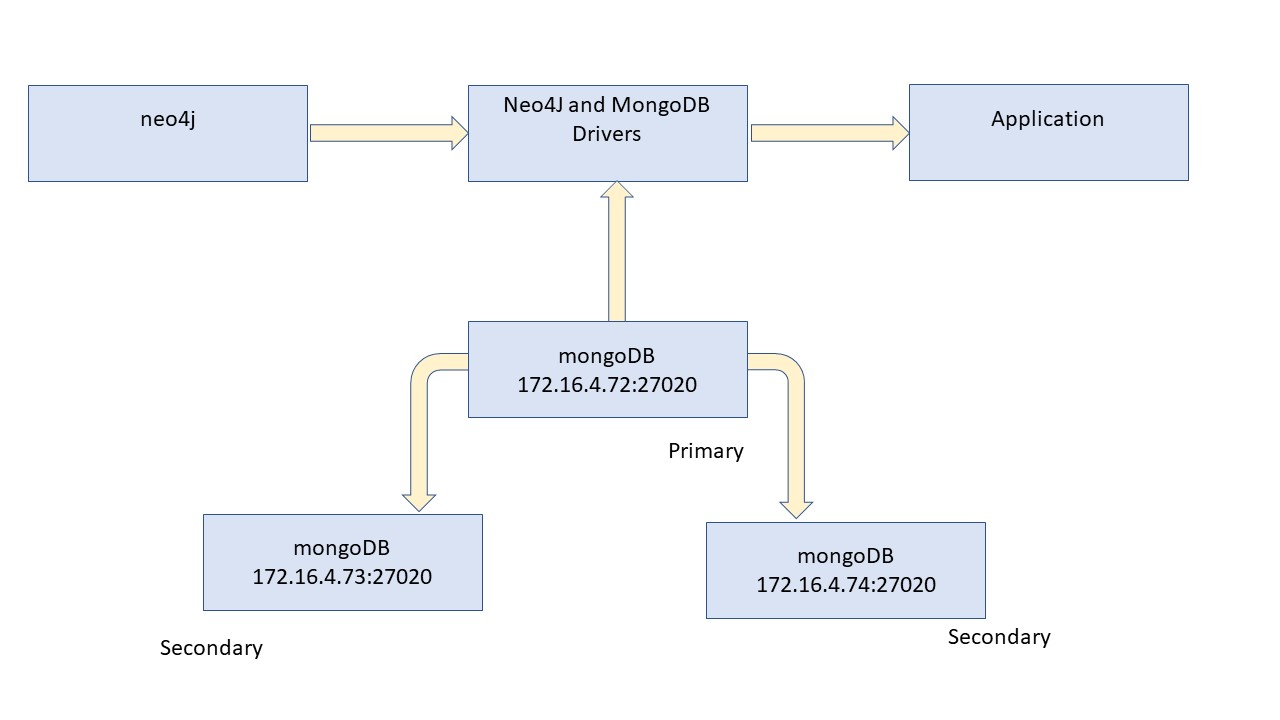 neo4j
Neo4J and MongoDB
Drivers
Application
mongoDB
172.16.4.72:27020
Primary
mongoDB
172.16.4.73:27020
Secondary
mongoDB
172.16.4.74:27020
Secondary